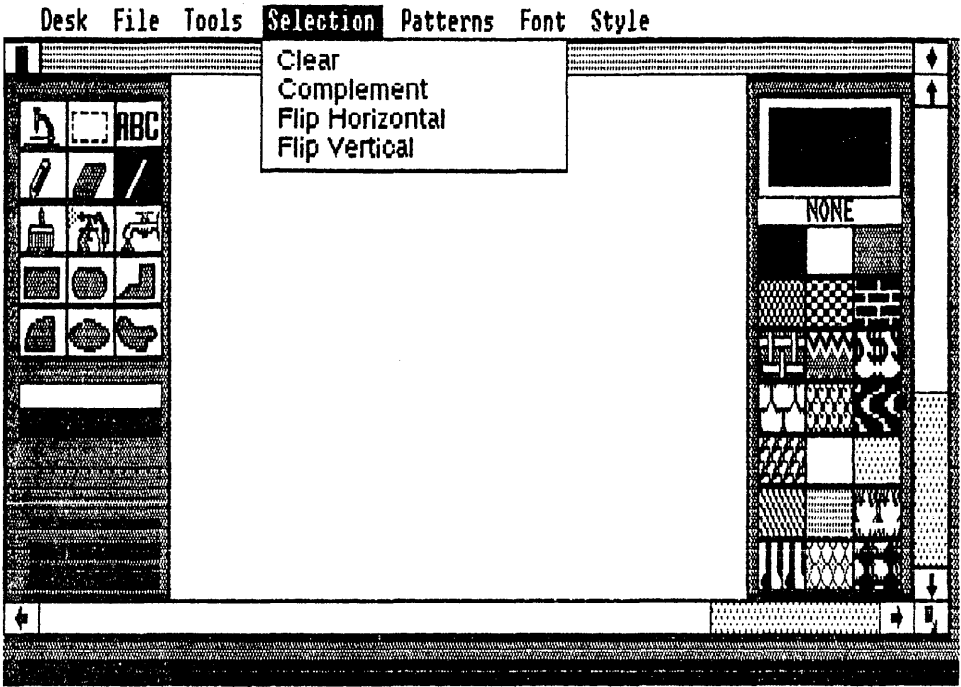 Desk File Tools Selection Patterns Font Style
Clear
Complement
Flip Horizontal
Flip Vertical
ABC
NONE